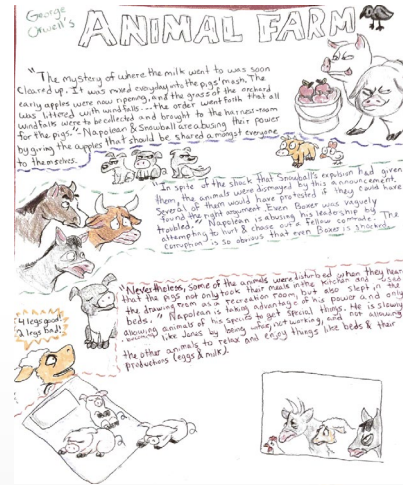 George
Orwell's
ANIMAL FARM
"The mystery of where the milk went to was soon
cleared up. It was mixed everyday into the pigs' mash. The
early apples were now ripening, and the grass of the orchard
was littered with windfalls... the order went forth that all
windfalls were to be collected and brought to the harness-room
for the pigs." Napolean & Snowball are abusing their power
by giving the apples that should be shared amongst everyone
to themselves.
"In spite of the shock that Snowball's expulsion had given
them, the animals were dismayed by this announcement.
Several of them would have protested if they could have
found the right argument. Even Boxer was vaguely
troubled." Napolean is abusing his leadership by
attempting to hurt & chase out a fellow comrade. The
corruption is so obvious that even Boxer is shocked.
"Nevertheless, some of the animals were disturbed when they hear
that the pigs not only took their meals in the kitchen and used
the drawing room as a recreation room, but also slept in the
beds." Napolean is taking advantage of his power and only
allowing animals of his species to get special things. He is slowly
like Jones by being not working, and not allowing
the other animals to relax and enjoy things like beds & their
productions (eggs & milk).
4 legs good
2 legs bad!